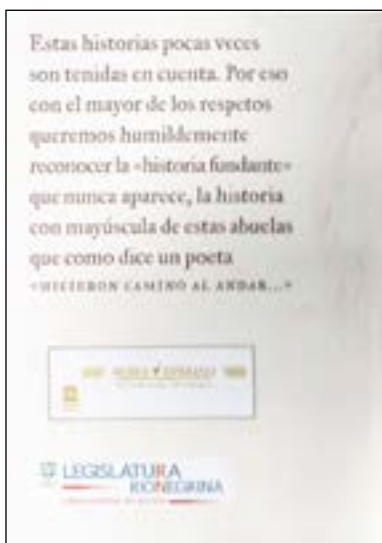 Estas historias pocas veces
son tenidas en cuenta. Por eso
con el mayor de los respetos
queremos humildemente
reconocer la «historia fundante»
que nunca aparece, la historia
con mayúscula de estas abuelas
que como dice un poeta
«HICIERON CAMINO AL ANDAR...»
LEGISLATURA
RIONEGRINA